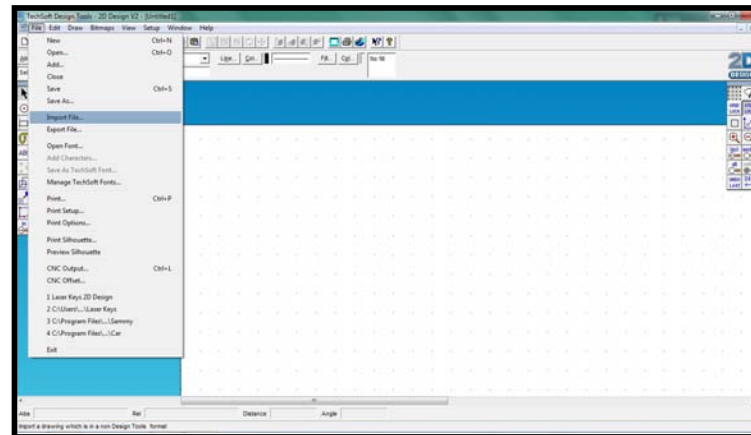 TechSoft Design Tools - 2D Design V2 - [Untitled1]
File Edit Draw Bitmaps View Setup Window Help
New Ctrl+N
Open... Ctrl+O
Add...
Close
Save Ctrl+S
Save As...
Import File...
Export File...
Open Font...
Add Characters...
Save As TechSoft Font...
Manage TechSoft Fonts...
Print... Ctrl+P
Print Setup...
Print Options...
Print Silhouette...
Preview Silhouette
CNC Output... Ctrl+L
CNC Offset...
1 Laser Keys 2D Design
2 C:\Users\...\Laser Keys
3 C:\Program Files\...\Sammy
4 C:\Program Files\...\Car
Exit
Line... Col... Fill... Col... No fill
2D
DESIGN
Abs Rel Distance Angle
Import a drawing which is in a non Design Tools format